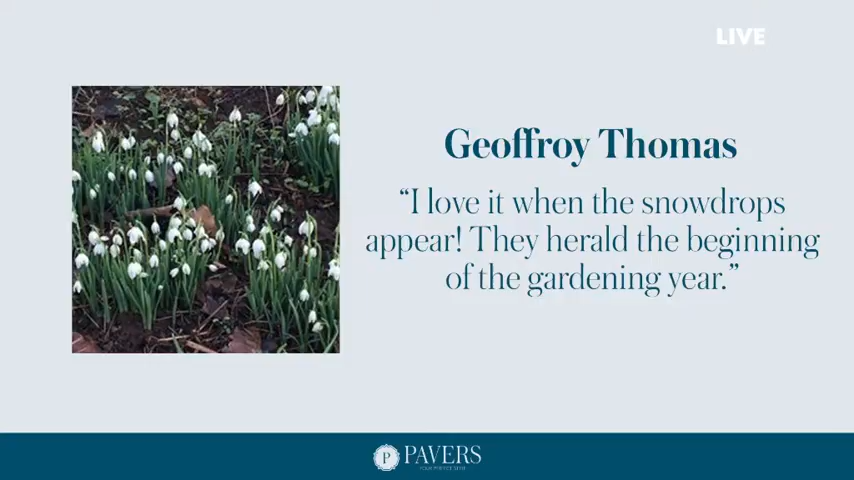 LIVE
Geoffroy Thomas
“I love it when the snowdrops
appear! They herald the beginning
of the gardening year.”
P PAVERS